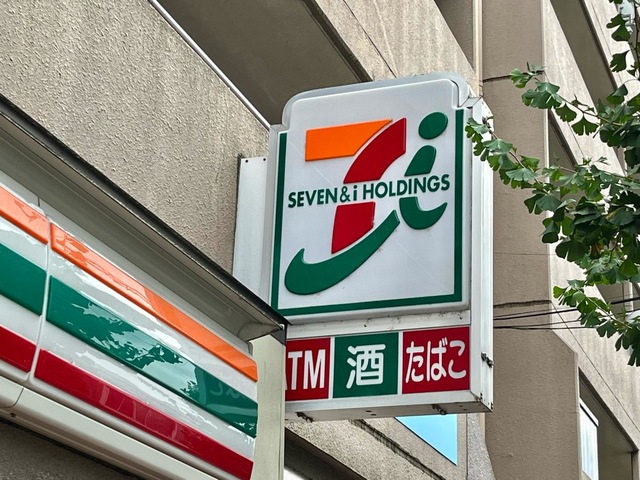 SEVEN&i HOLDINGS
ATM 酒 たばこ